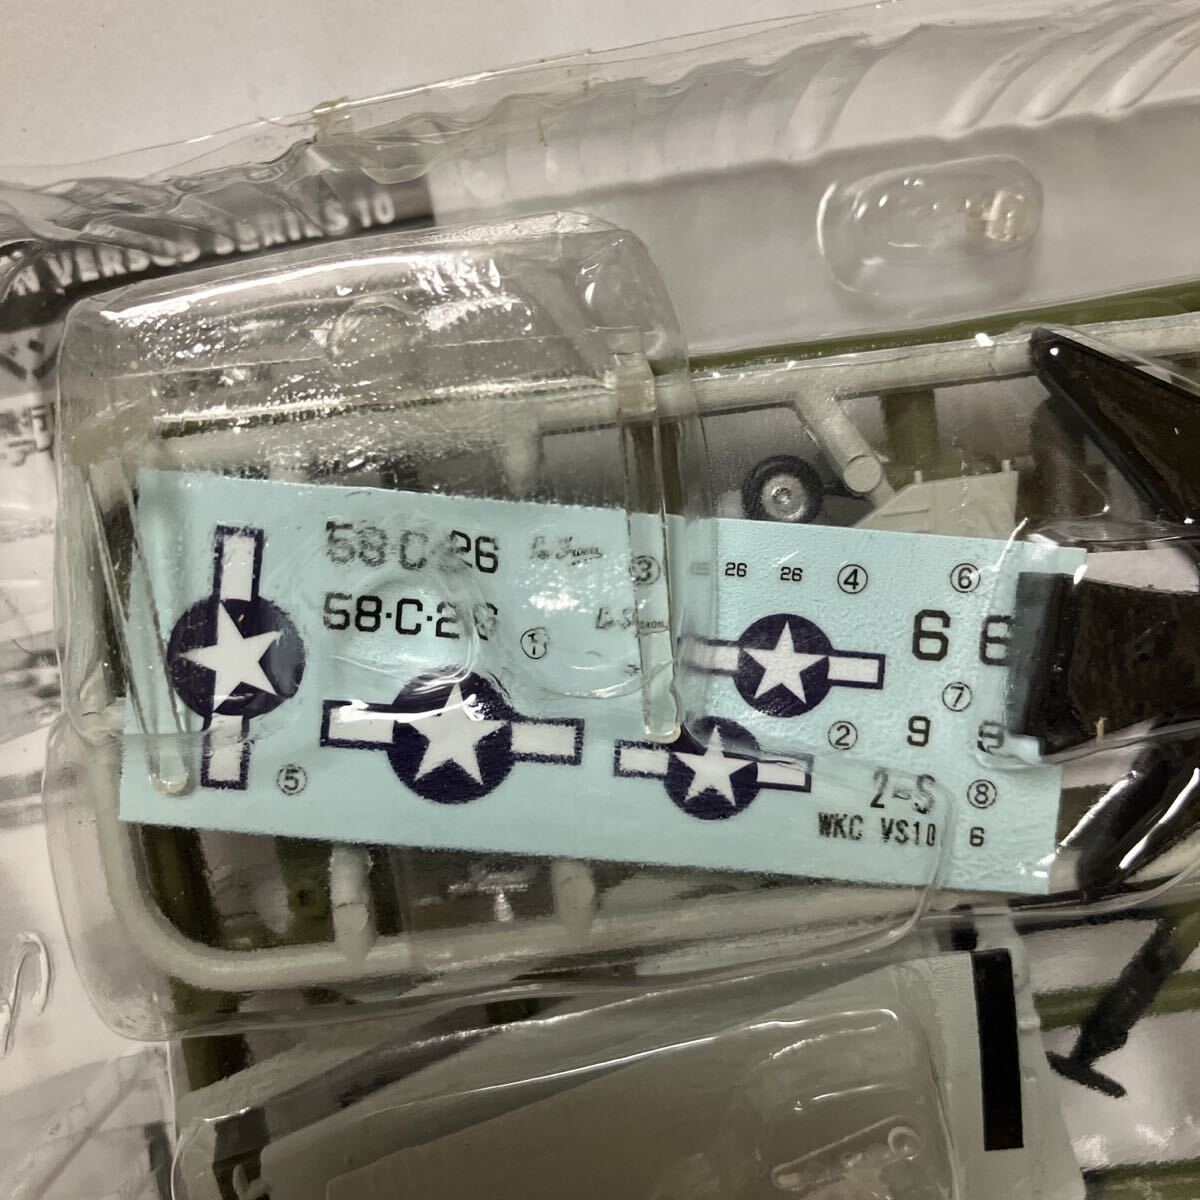 VERSUS SERIES 10
58·C·26
③
26
26
④
⑥
58·C·26
①
6 6
⑦
②
9 9
⑤
2-S
⑧
WKC VS10
6